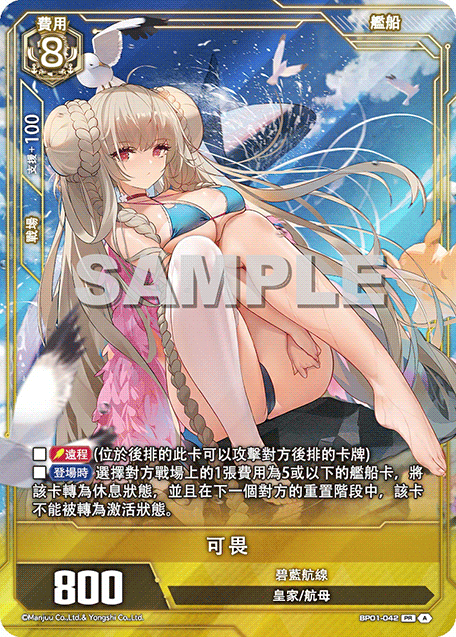 費用
8
艦船
支援+100
戰場
SAMPLE
■ 遠程 (位於後排的此卡可以攻擊對方後排的卡牌)
■ 登場時 選擇對方戰場上的1張費用為5或以下的艦船卡，將
該卡轉為休息狀態，並且在下一個對方的重置階段中，該卡
不能被轉為激活狀態。
可畏
800
碧藍航線
皇家/航母
©Manjuu Co.,Ltd.& Yongshi Co.,Ltd.
BP01-042 PR A